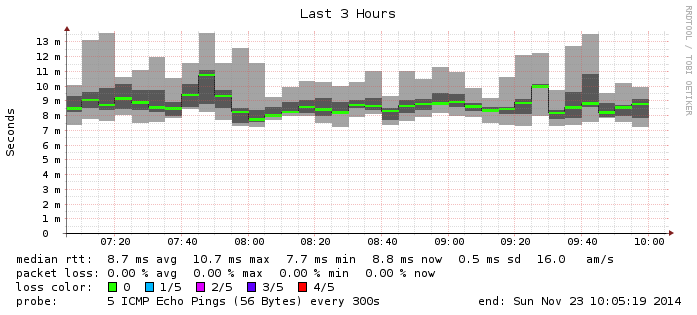 Last 3 Hours
RRDTOOL / TOBI OETIKER
Seconds
13 m
12 m
11 m
10 m
9 m
8 m
7 m
6 m
5 m
4 m
3 m
2 m
1 m
0
07:20 07:40 08:00 08:20 08:40 09:00 09:20 09:40 10:00
median rtt: 8.7 ms avg 10.7 ms max 7.7 ms min 8.8 ms now 0.5 ms sd 16.0 am/s
packet loss: 0.00 % avg 0.00 % max 0.00 % min 0.00 % now
loss color: 0 1/5 2/5 3/5 4/5
probe: 5 ICMP Echo Pings (56 Bytes) every 300s end: Sun Nov 23 10:05:19 2014